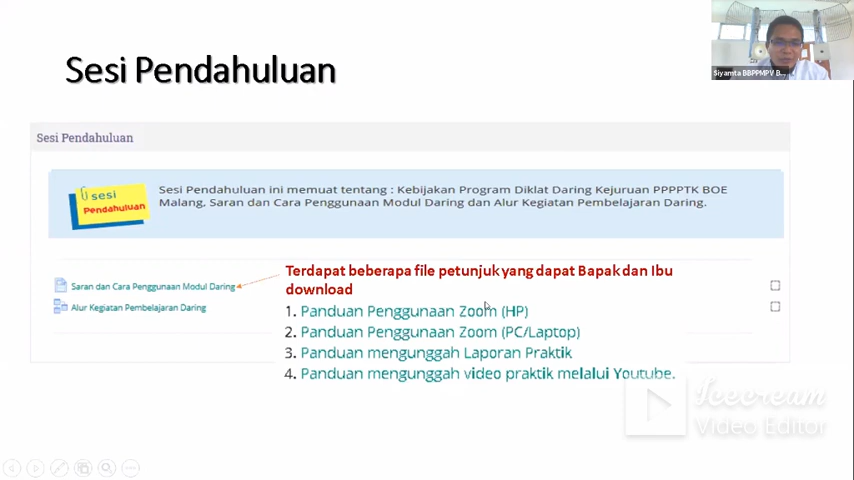 Siyamta BBPPMPV B...
Sesi Pendahuluan
Sesi Pendahuluan
sesi
Pendahuluan
Sesi Pendahuluan ini memuat tentang : Kebijakan Program Diklat Daring Kejuruan PPPPTK BOE
Malang, Saran dan Cara Penggunaan Modul Daring dan Alur Kegiatan Pembelajaran Daring.
Terdapat beberapa file petunjuk yang dapat Bapak dan Ibu
download
Saran dan Cara Penggunaan Modul Daring
Alur Kegiatan Pembelajaran Daring
1. Panduan Penggunaan Zoom (HP)
2. Panduan Penggunaan Zoom (PC/Laptop)
3. Panduan mengunggah Laporan Praktik
4. Panduan mengunggah video praktik melalui Youtube.
Icecream
Video Editor